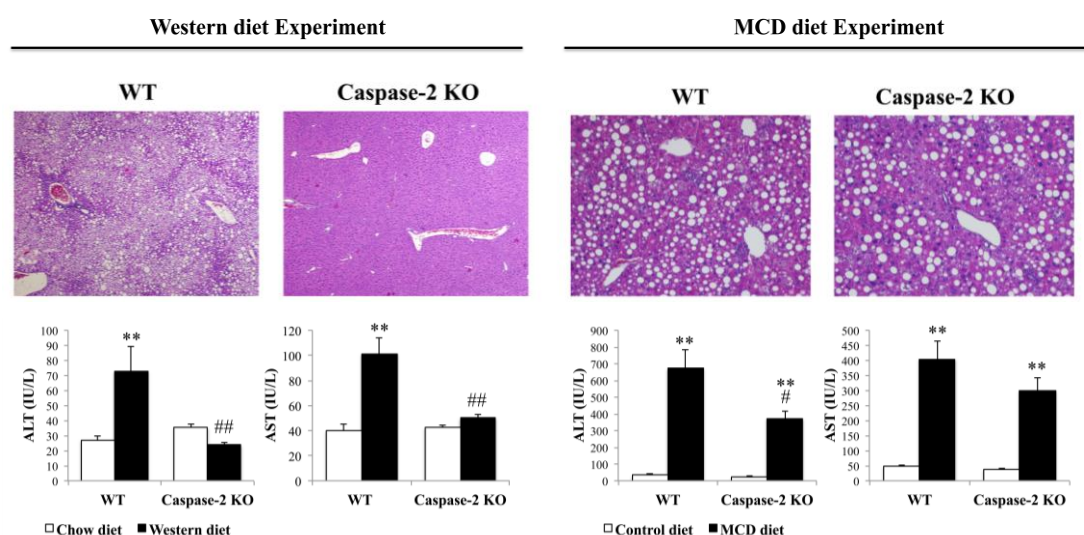 Western diet Experiment
WT
Caspase-2 KO
ALT (IU/L)
100
90
80
70
60
50
40
30
20
10
0
**
##
WT
Caspase-2 KO
AST (IU/L)
120
100
80
60
40
20
0
**
##
WT
Caspase-2 KO
Chow diet
Western diet
MCD diet Experiment
WT
Caspase-2 KO
ALT (IU/L)
900
800
700
600
500
400
300
200
100
0
**
**
#
WT
Caspase-2 KO
AST (IU/L)
500
450
400
350
300
250
200
150
100
50
0
**
**
WT
Caspase-2 KO
Control diet
MCD diet